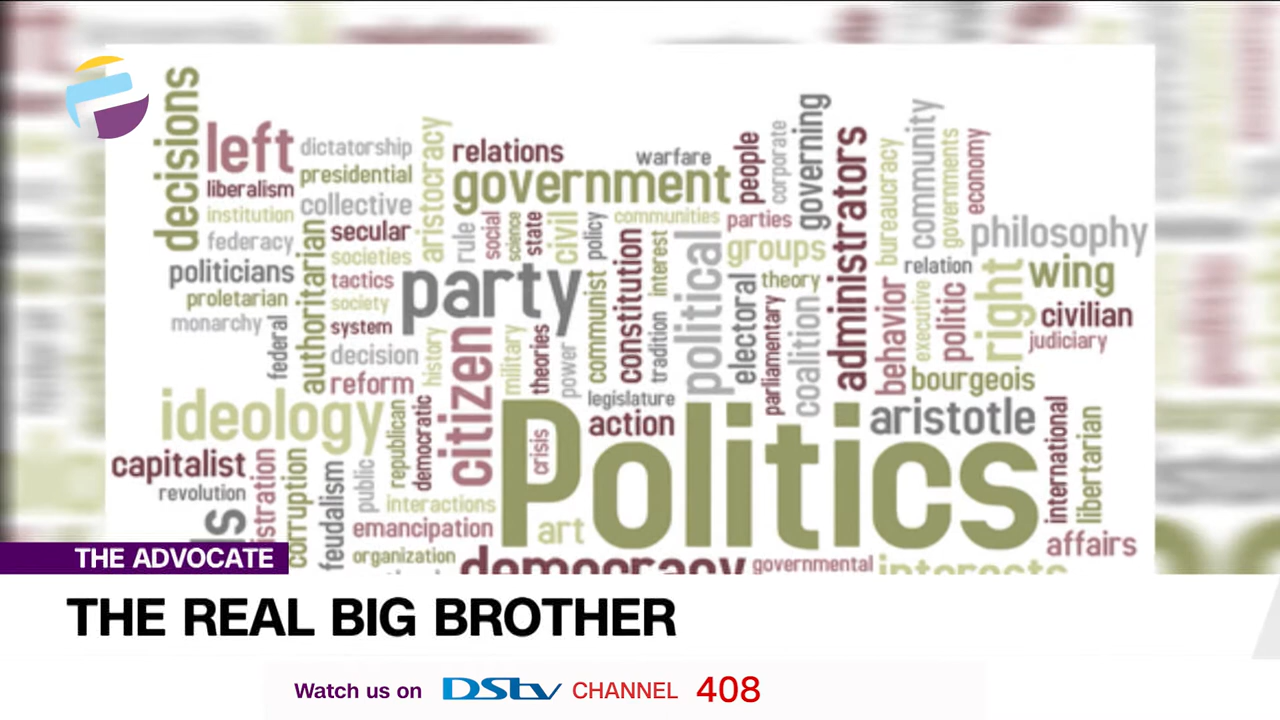 decisions
left
dictatorship
relations
warfare
people
corporate
governing
administrators
community
governments
economy
bureaucracy
aristocracy
liberalism
presidential
government
institution
collective
rule
social
science
state
civil
policy
communities
parties
philosophy
federacy
authoritarian
secular
societies
constitution
interest
political
groups
relation
right
wing
politicians
tactics
party
communist
electoral
theory
proletarian
society
coalition
behavior
executive
politic
civilian
monarchy
federal
system
citizen
military
theories
power
tradition
parliamentary
judiciary
decision
history
reform
bourgeois
ideology
republican
democratic
legislature
action
aristotle
international
libertarian
capitalist
istration
corruption
feudalism
public
crisis
Politics
revolution
interactions
is
emancipation
art
affairs
organization
democracy
governmental
interests
THE ADVOCATE
THE REAL BIG BROTHER
Watch us on DStv CHANNEL 408